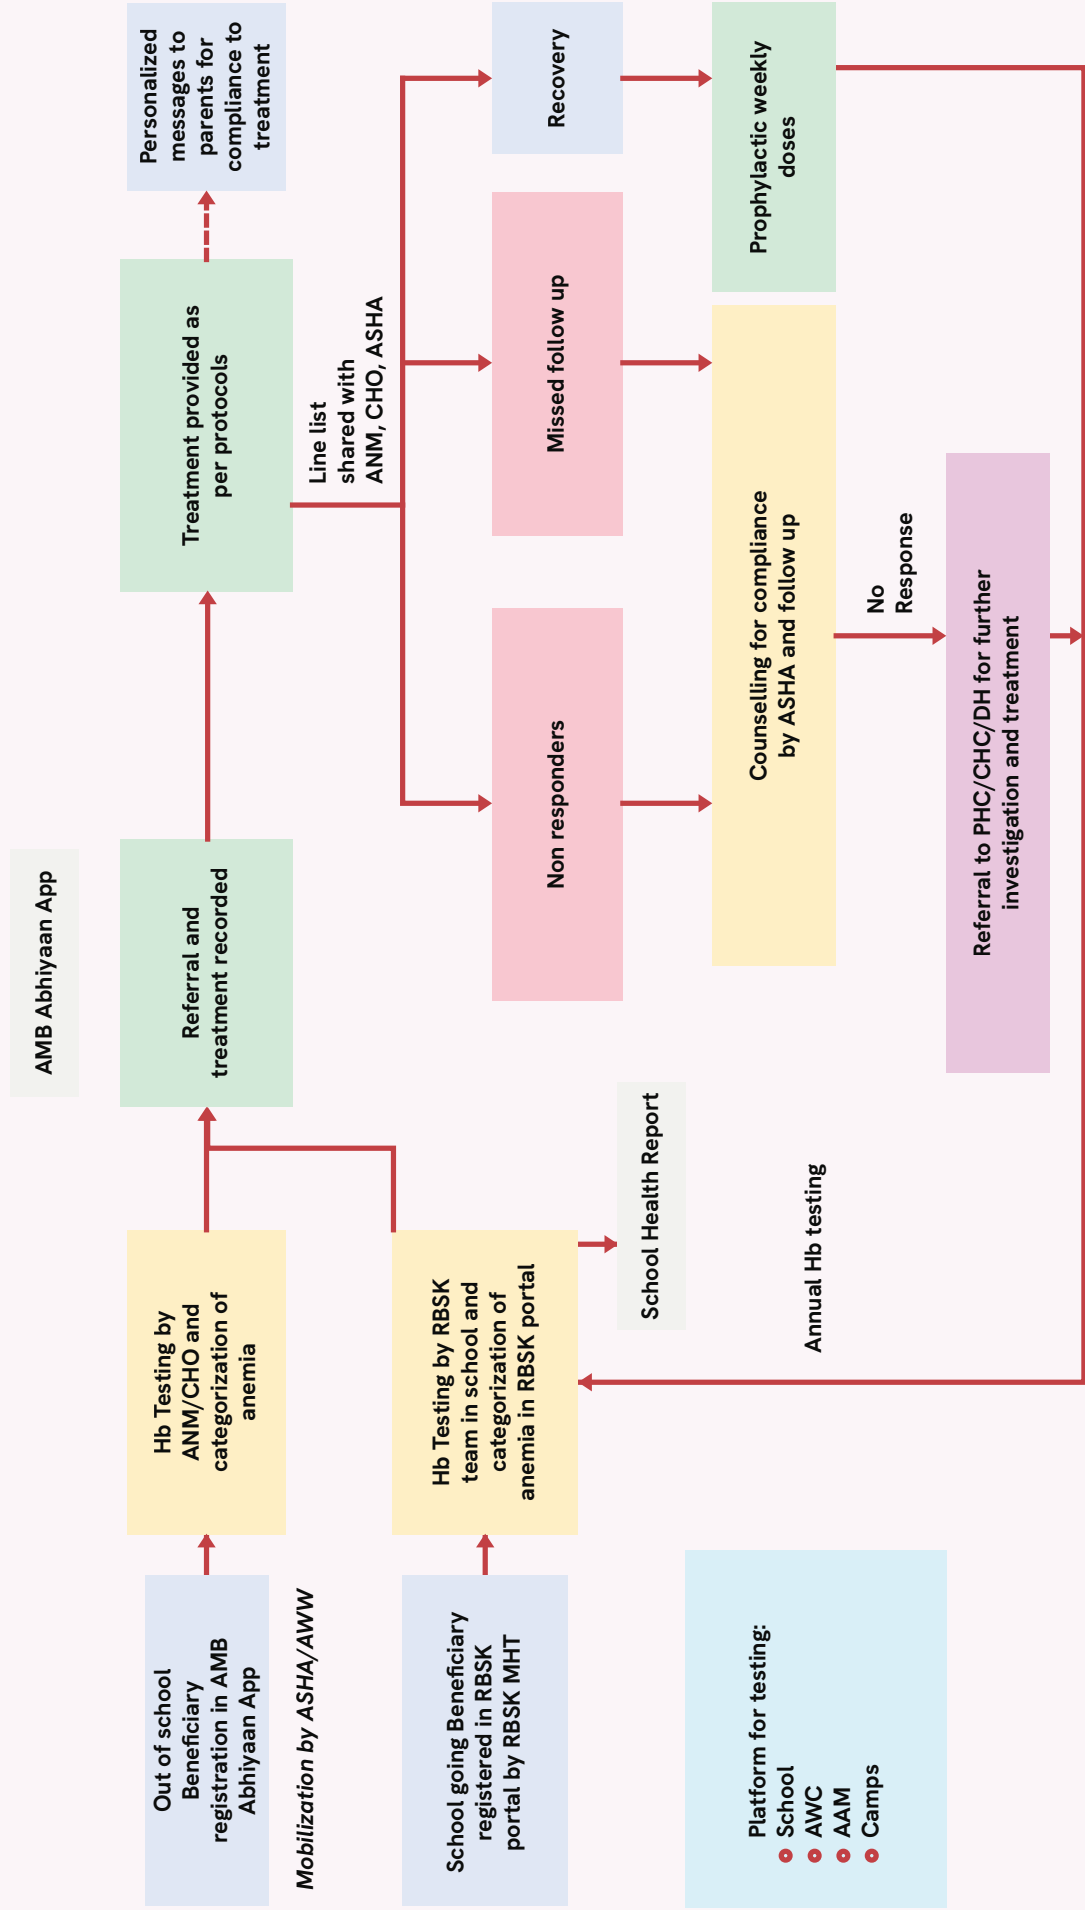 AMB Abhiyaan App
Out of school
Beneficiary
registration in AMB
Abhiyaan App
Mobilization by ASHA/AWW
Hb Testing by
ANM/CHO and
categorization of
anemia
Referral and
treatment recorded
Treatment provided as
per protocols
Personalized
messages to
parents for
compliance to
treatment
Line list
shared with
ANM, CHO, ASHA
School going Beneficiary
registered in RBSK
portal by RBSK MHT
Hb Testing by RBSK
team in school and
categorization of
anemia in RBSK portal
School Health Report
Non responders
Missed follow up
Recovery
Counselling for compliance
by ASHA and follow up
Prophylactic weekly
doses
No
Response
Referral to PHC/CHC/DH for further
investigation and treatment
Annual Hb testing
Platform for testing:
School
AWC
AAM
Camps